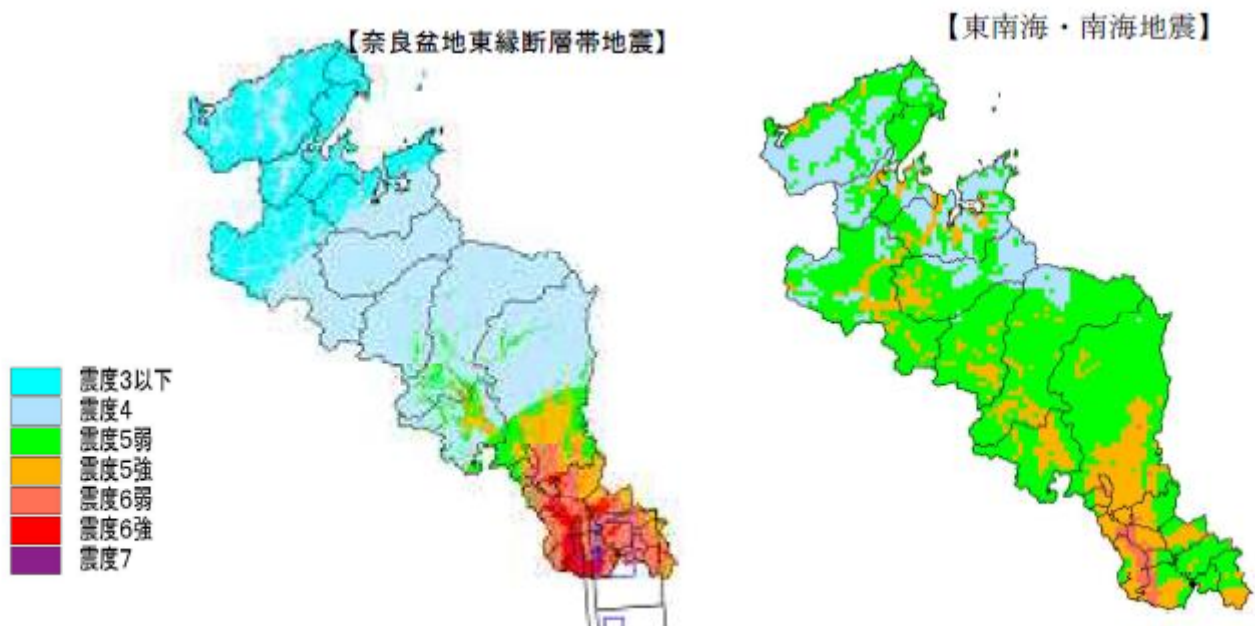 【奈良盆地東縁断層帯地震】
【東南海・南海地震】
震度3以下
震度4
震度5弱
震度5強
震度6弱
震度6強
震度7